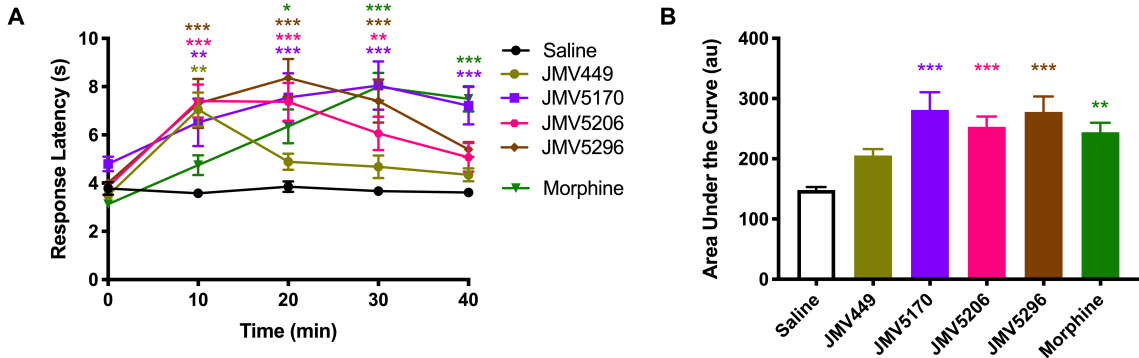 A
Response Latency (s)
10
8
6
4
2
0
***
***
**
**
*
***
***
***
***
***
**
***
***
***
0
10
20
30
40
Time (min)
Saline
JMV449
JMV5170
JMV5206
JMV5296
Morphine
B
Area Under the Curve (au)
400
300
200
100
0
***
***
***
**
Saline
JMV449
JMV5170
JMV5206
JMV5296
Morphine